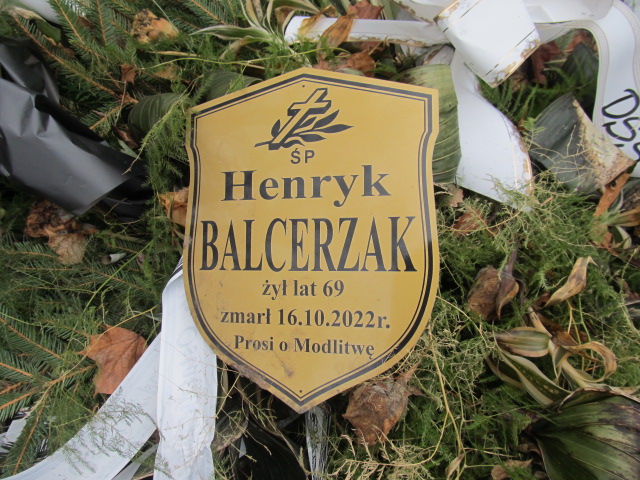 ŚP
Henryk
BALCERZAK
żył lat 69
zmarł 16.10.2022r.
Prosi o Modlitwę